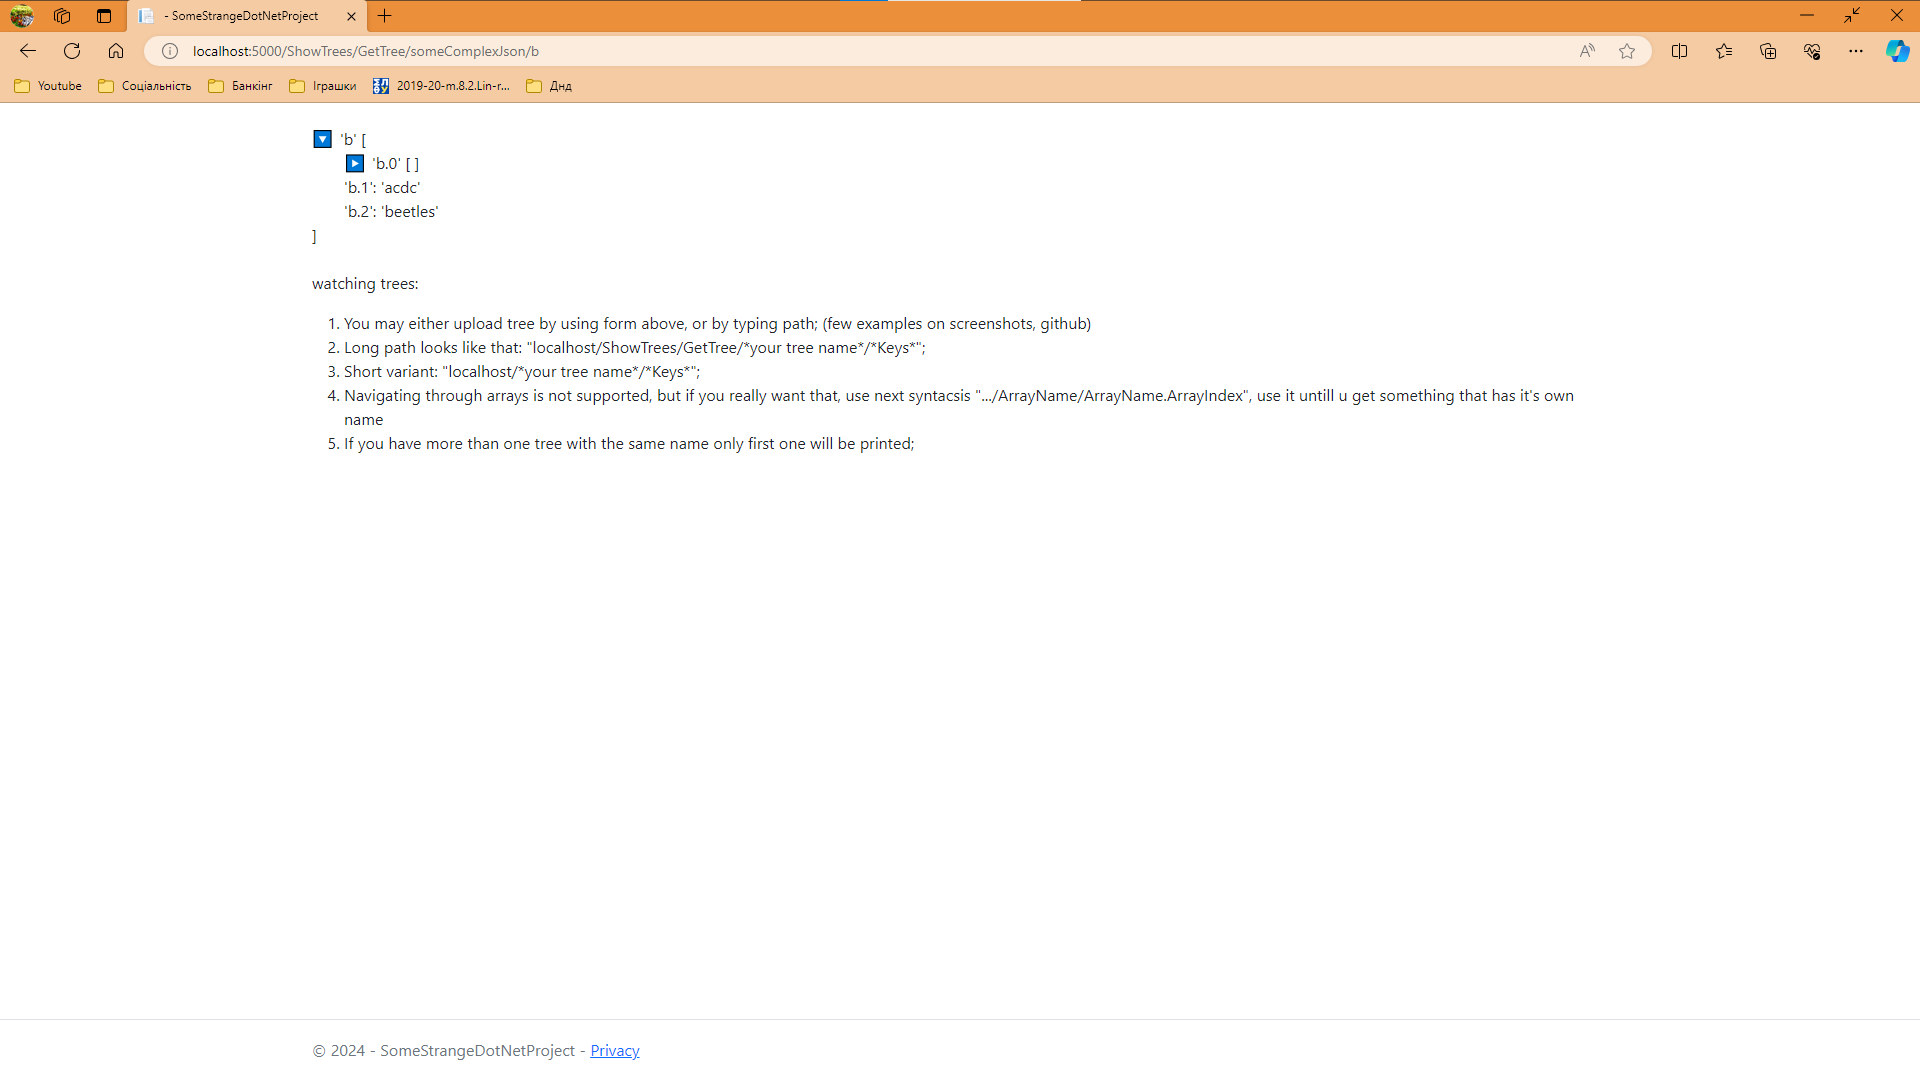 - SomeStrangeDotNetProject
localhost:5000/ShowTrees/GetTree/someComplexJson/b
Youtube Соціальність Банкінг Іграшки 2019-20-m.8.2.Lin-r... Днд
'b' [
'b.0' [ ]
'b.1': 'acdc'
'b.2': 'beetles'
]
watching trees:
1. You may either upload tree by using form above, or by typing path; (few examples on screenshots, github)
2. Long path looks like that: "localhost/ShowTrees/GetTree/*your tree name*/*Keys*";
3. Short variant: "localhost/*your tree name*/*Keys*";
4. Navigating through arrays is not supported, but if you really want that, use next syntacsis ".../ArrayName/ArrayName.ArrayIndex", use it untill u get something that has it's own
name
5. If you have more than one tree with the same name only first one will be printed;
© 2024 - SomeStrangeDotNetProject - Privacy